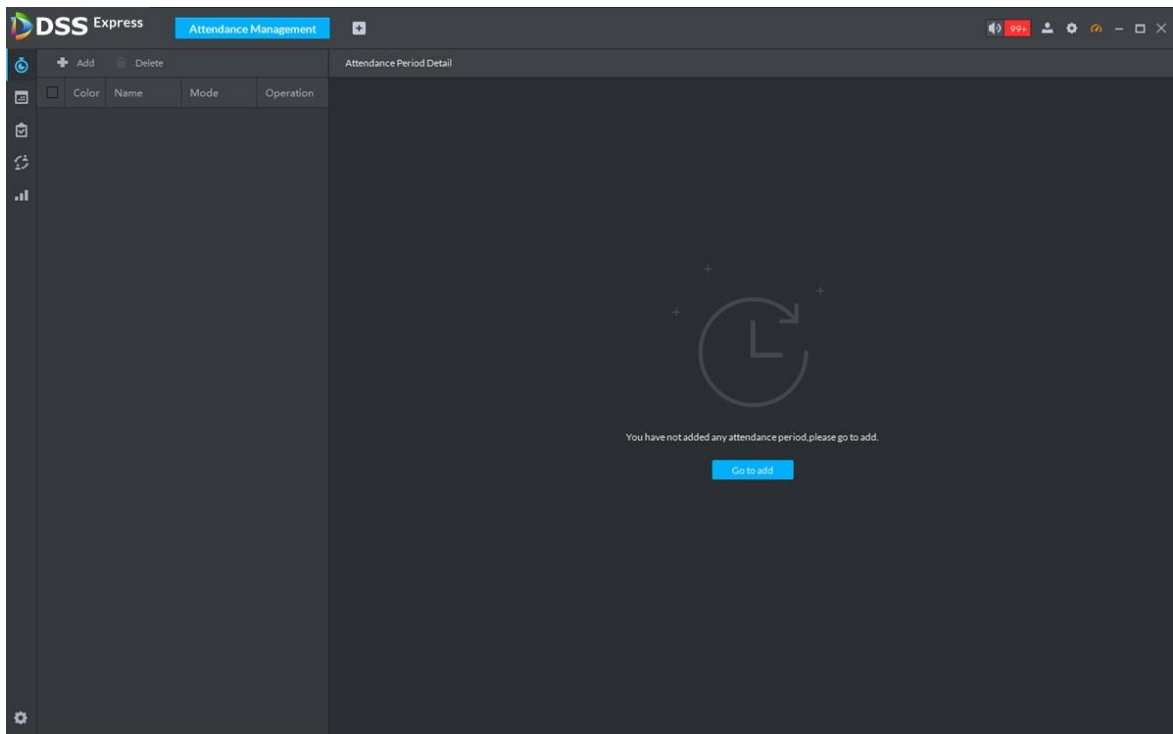 DSS Express
Attendance Management
99+
Add
Delete
Attendance Period Detail
Color Name Mode Operation
You have not added any attendance period,please go to add.
Go to add